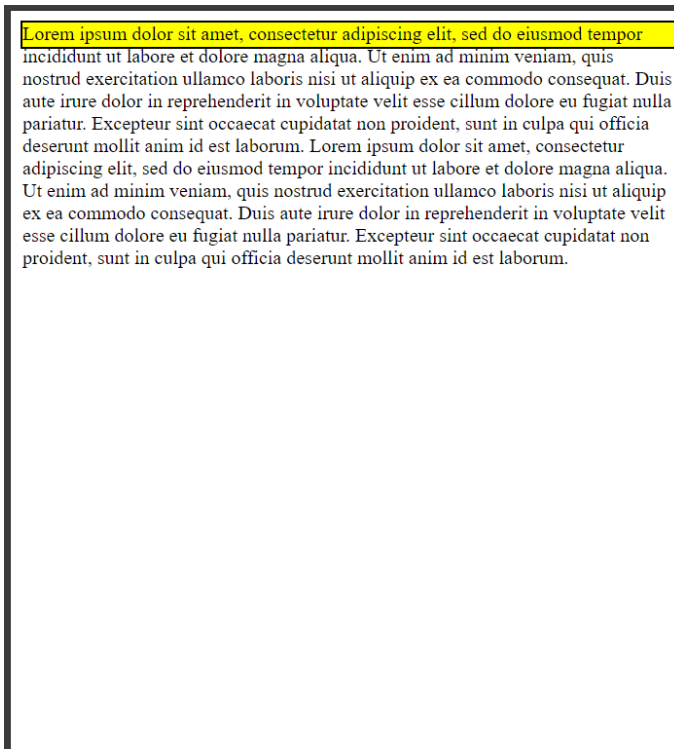 Lorem ipsum dolor sit amet, consectetur adipiscing elit, sed do eiusmod tempor
incididunt ut labore et dolore magna aliqua. Ut enim ad minim veniam, quis
nostrud exercitation ullamco laboris nisi ut aliquip ex ea commodo consequat. Duis
aute irure dolor in reprehenderit in voluptate velit esse cillum dolore eu fugiat nulla
pariatur. Excepteur sint occaecat cupidatat non proident, sunt in culpa qui officia
deserunt mollit anim id est laborum. Lorem ipsum dolor sit amet, consectetur
adipiscing elit, sed do eiusmod tempor incididunt ut labore et dolore magna aliqua.
Ut enim ad minim veniam, quis nostrud exercitation ullamco laboris nisi ut aliquip
ex ea commodo consequat. Duis aute irure dolor in reprehenderit in voluptate velit
esse cillum dolore eu fugiat nulla pariatur. Excepteur sint occaecat cupidatat non
proident, sunt in culpa qui officia deserunt mollit anim id est laborum.